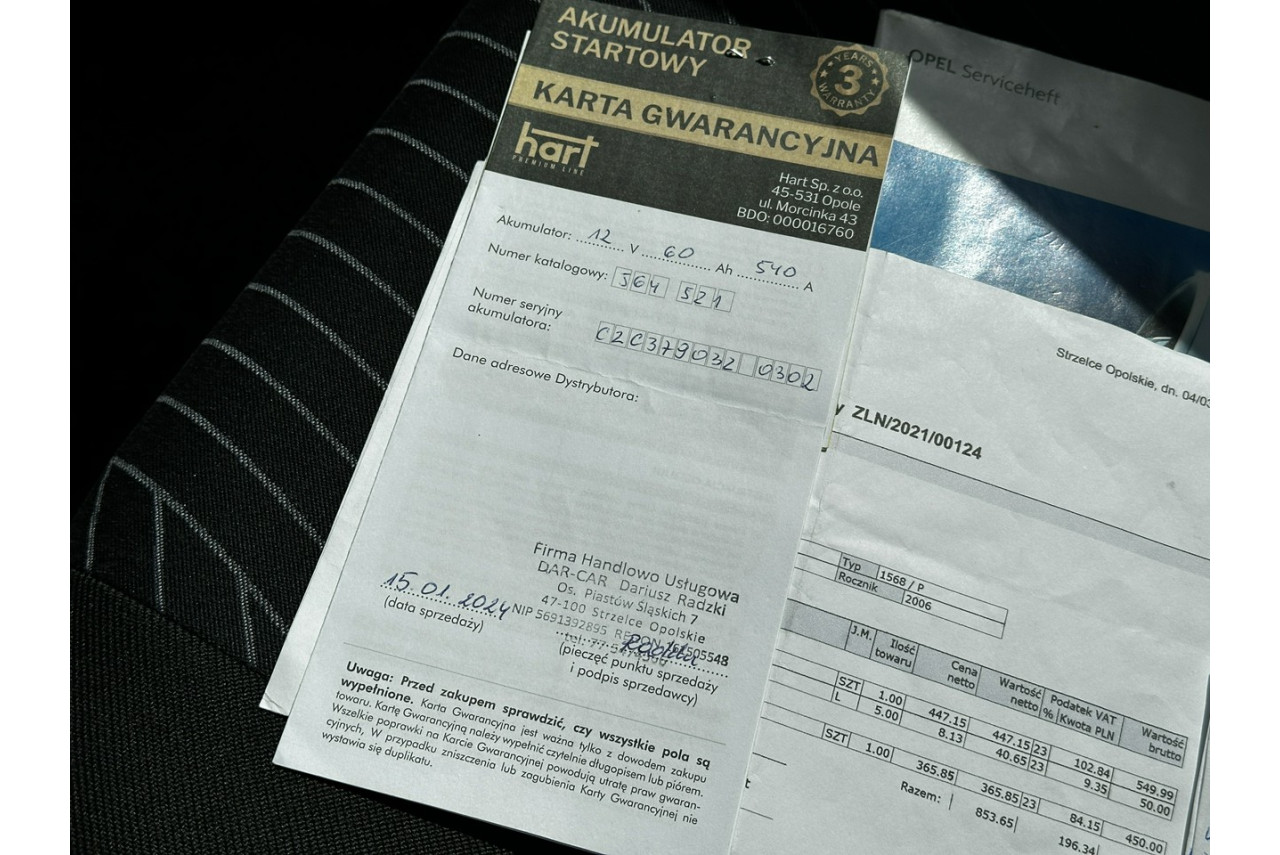 AKUMULATOR
STARTOWY
YEARS
3
WARRANTY
KARTA GWARANCYJNA
hart
PREMIUM LINE
Hart Sp. z o.o.
45-531 Opole
ul. Morcinka 43
BDO: 000016760
Akumulator: 12 V 60 Ah 540 A
Numer katalogowy: 564 521
Numer seryjny
akumulatora: C2C379032 0302
Dane adresowe Dystrybutora:
Firma Handlowo Usługowa
DAR-CAR Dariusz Radzki
Os. Piastów Śląskich 7
47-100 Strzelce Opolskie
NIP 5691392895
15.01.2024
(data sprzedaży)
(pieczęć punktu sprzedaży
i podpis sprzedawcy)
Uwaga: Przed zakupem sprawdzić, czy wszystkie pola są
wypełnione. Karta Gwarancyjna jest ważna tylko z dowodem zakupu
towaru. Kartę Gwarancyjną należy wypełnić czytelnie długopisem lub piórem.
Wszelkie poprawki na Karcie Gwarancyjnej powodują utratę praw gwaran-
cyjnych, W przypadku zniszczenia lub zagubienia Karty Gwarancyjnej nie
wystawia się duplikatu.
OPEL Serviceheft
Strzelce Opolskie, dn. 04/03
y ZLN/2021/00124
Typ 1568 / P
Rocznik 2006
J.M. Ilość towaru Cena netto Wartość netto Podatek VAT % Kwota PLN Wartość brutto
SZT 1.00 447.15 447.15 23 102.84 549.99
L 5.00 8.13 40.65 23 9.35 50.00
SZT 1.00 365.85 365.85 23 84.15 450.00
Razem: 853.65 196.34